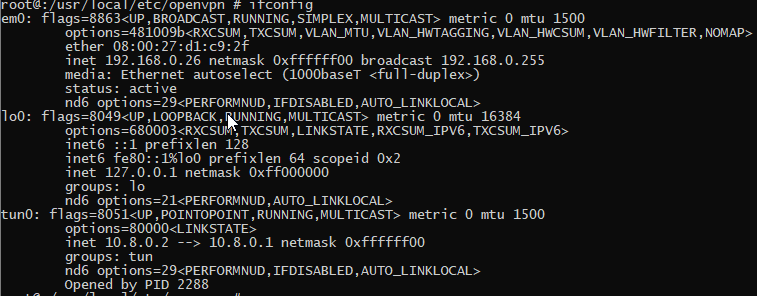 root@:/usr/local/etc/openvpn # ifconfig
em0: flags=8863<UP,BROADCAST,RUNNING,SIMPLEX,MULTICAST> metric 0 mtu 1500
options=481009b<RXCSUM,TXCSUM,VLAN_MTU,VLAN_HWTAGGING,VLAN_HWCSUM,VLAN_HWFILTER,NOMAP>
ether 08:00:27:d1:c9:2f
inet 192.168.0.26 netmask 0xffffff00 broadcast 192.168.0.255
media: Ethernet autoselect (1000baseT <full-duplex>)
status: active
nd6 options=29<PERFORMNUD,IFDISABLED,AUTO_LINKLOCAL>
lo0: flags=8049<UP,LOOPBACK,RUNNING,MULTICAST> metric 0 mtu 16384
options=680003<RXCSUM,TXCSUM,LINKSTATE,RXCSUM_IPV6,TXCSUM_IPV6>
inet6 ::1 prefixlen 128
inet6 fe80::1%lo0 prefixlen 64 scopeid 0x2
inet 127.0.0.1 netmask 0xff000000
groups: lo
nd6 options=21<PERFORMNUD,AUTO_LINKLOCAL>
tun0: flags=8051<UP,POINTOPOINT,RUNNING,MULTICAST> metric 0 mtu 1500
options=80000<LINKSTATE>
inet 10.8.0.2 --> 10.8.0.1 netmask 0xffffff00
groups: tun
nd6 options=29<PERFORMNUD,IFDISABLED,AUTO_LINKLOCAL>
Opened by PID 2288